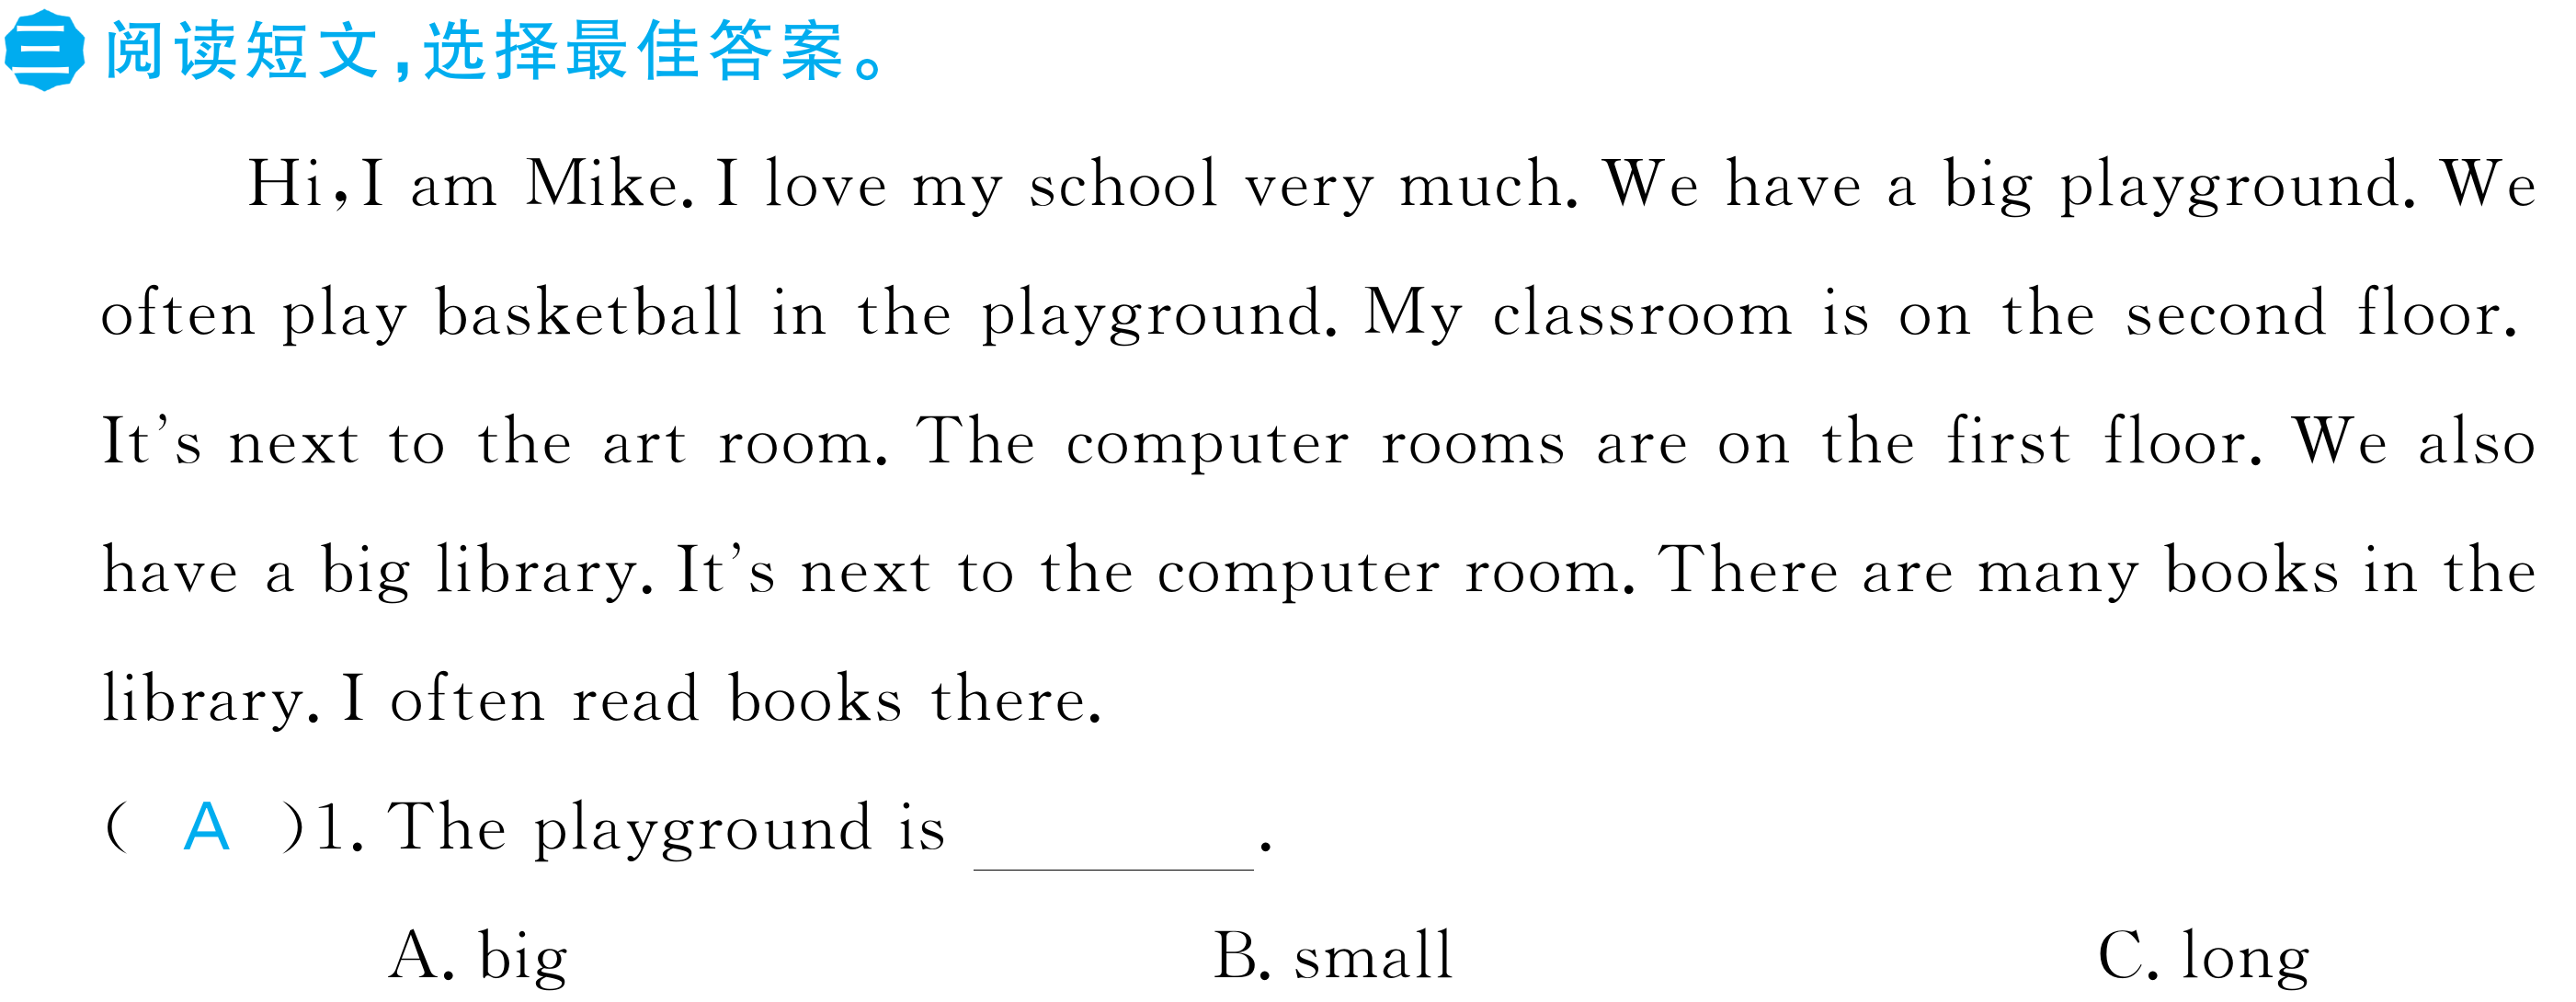 三 阅读短文,选择最佳答案。
Hi,I am Mike. I love my school very much. We have a big playground. We
often play basketball in the playground. My classroom is on the second floor.
It's next to the art room. The computer rooms are on the first floor. We also
have a big library. It's next to the computer room. There are many books in the
library. I often read books there.
( A )1. The playground is ______.
A. big B. small C. long